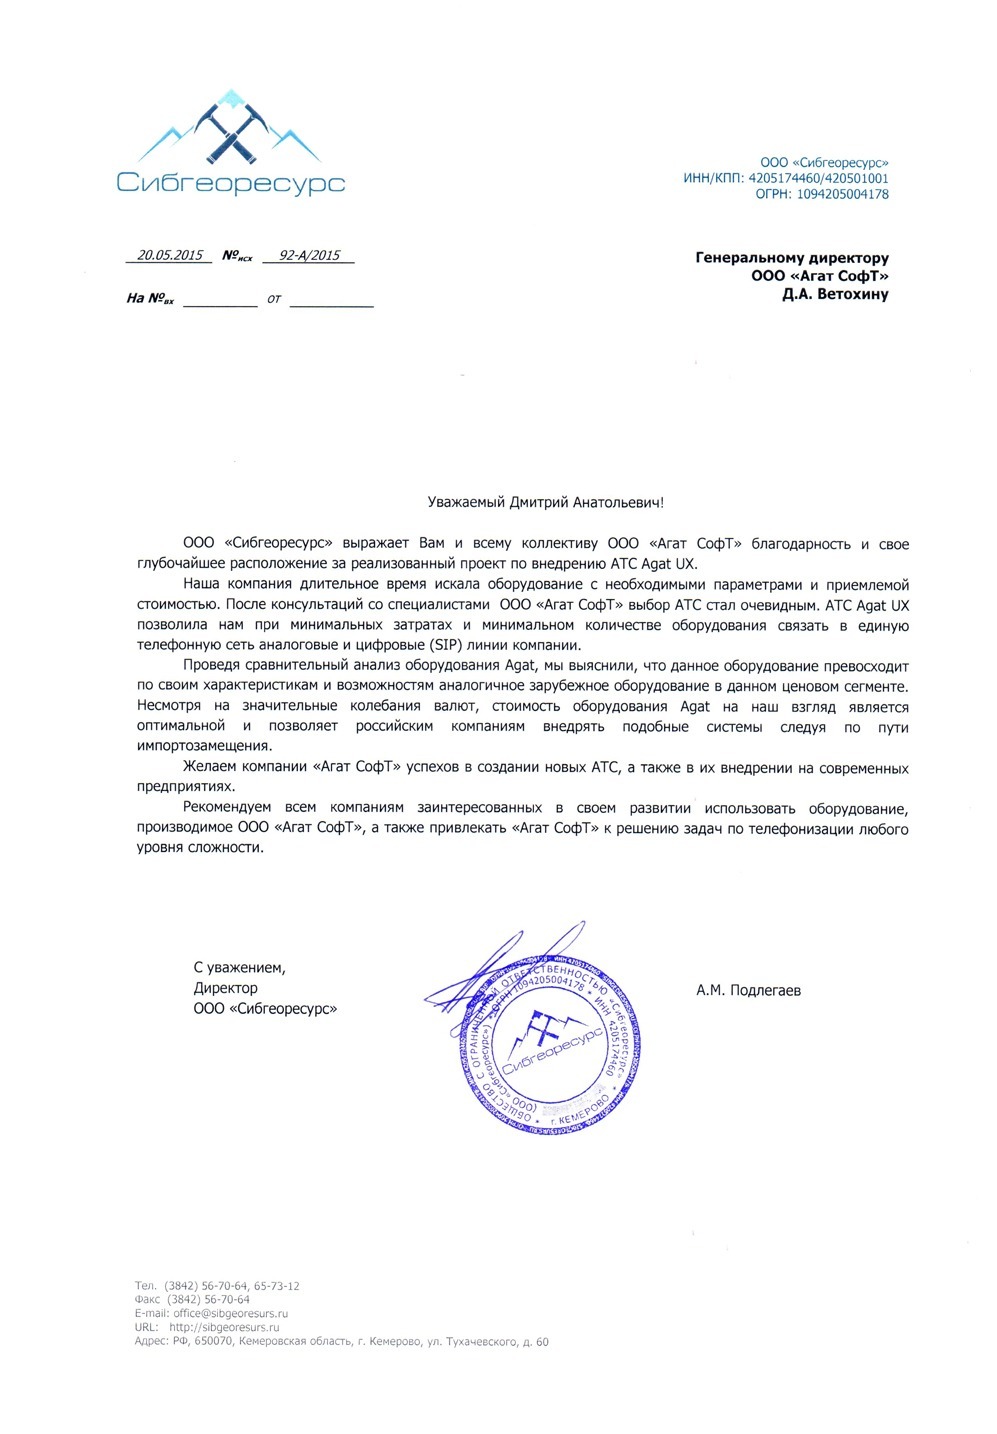 Сибгеоресурс
ООО «Сибгеоресурс»
ИНН/КПП: 4205174460/420501001
ОГРН: 1094205004178
20.05.2015 №исх 92-А/2015
На №вх ___________ от ____________
Генеральному директору
ООО «Агат СофТ»
Д.А. Ветохину
Уважаемый Дмитрий Анатольевич!
ООО «Сибгеоресурс» выражает Вам и всему коллективу ООО «Агат СофТ» благодарность и свое
глубочайшее расположение за реализованный проект по внедрению АТС Agat UX.
Наша компания длительное время искала оборудование с необходимыми параметрами и приемлемой
стоимостью. После консультаций со специалистами ООО «Агат СофТ» выбор АТС стал очевидным. АТС Agat UX
позволила нам при минимальных затратах и минимальном количестве оборудования связать в единую
телефонную сеть аналоговые и цифровые (SIP) линии компании.
Проведя сравнительный анализ оборудования Agat, мы выяснили, что данное оборудование превосходит
по своим характеристикам и возможностям аналогичное зарубежное оборудование в данном ценовом сегменте.
Несмотря на значительные колебания валют, стоимость оборудования Agat на наш взгляд является
оптимальной и позволяет российским компаниям внедрять подобные системы следуя по пути
импортозамещения.
Желаем компании «Агат СофТ» успехов в создании новых АТС, а также в их внедрении на современных
предприятиях.
Рекомендуем всем компаниям заинтересованных в своем развитии использовать оборудование,
производимое ООО «Агат СофТ», а также привлекать «Агат СофТ» к решению задач по телефонизации любого
уровня сложности.
С уважением,
Директор
ООО «Сибгеоресурс»
А.М. Подлегаев
ОБЩЕСТВО С ОГРАНИЧЕННОЙ ОТВЕТСТВЕННОСТЬЮ «Сибгеоресурс»
(ООО «Сибгеоресурс») * ОГРН 1094205004178 * ИНН 4205174460
* г. КЕМЕРОВО *
Сибгеоресурс
Тел. (3842) 56-70-64, 65-73-12
Факс (3842) 56-70-64
E-mail: office@sibgeoresurs.ru
URL: http://sibgeoresurs.ru
Адрес: РФ, 650070, Кемеровская область, г. Кемерово, ул. Тухачевского, д. 60